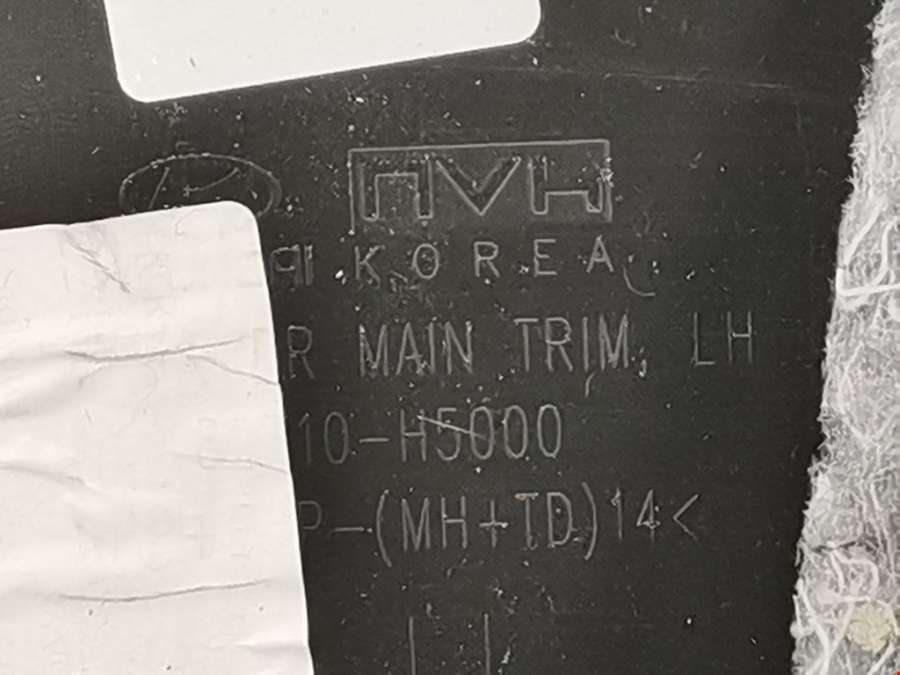 NVH
KOREA
R MAIN TRIM, LH
10-H5000
P-(MH+TD)14<